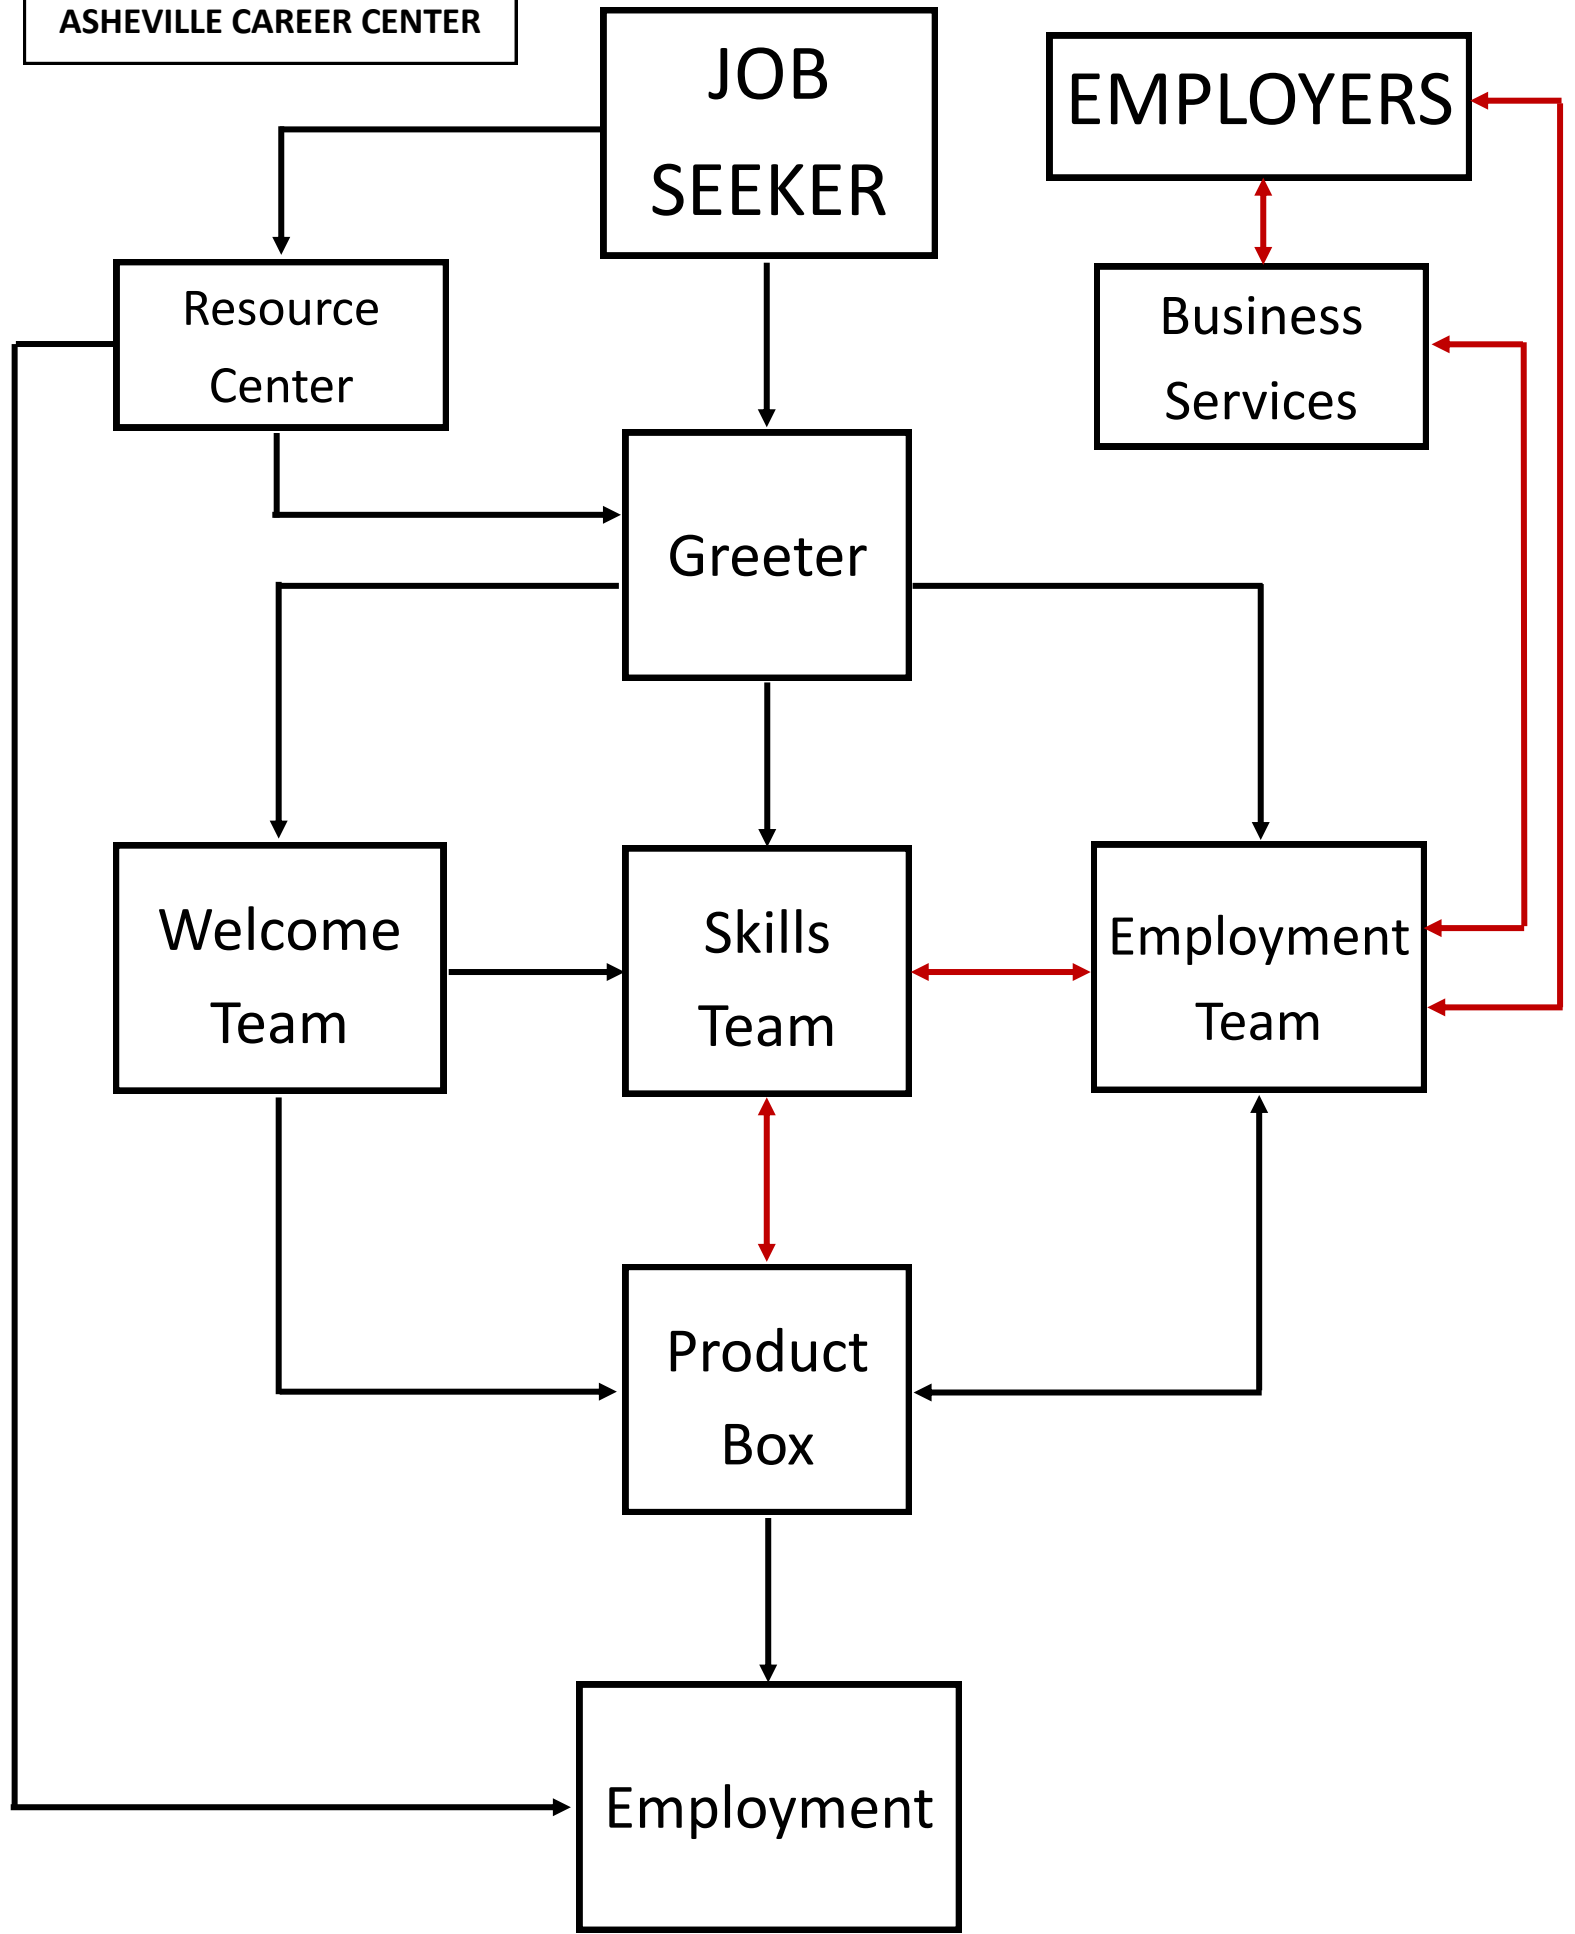 ASHEVILLE CAREER CENTER
JOB
SEEKER
EMPLOYERS
Resource
Center
Business
Services
Greeter
Welcome
Team
Skills
Team
Employment
Team
Product
Box
Employment